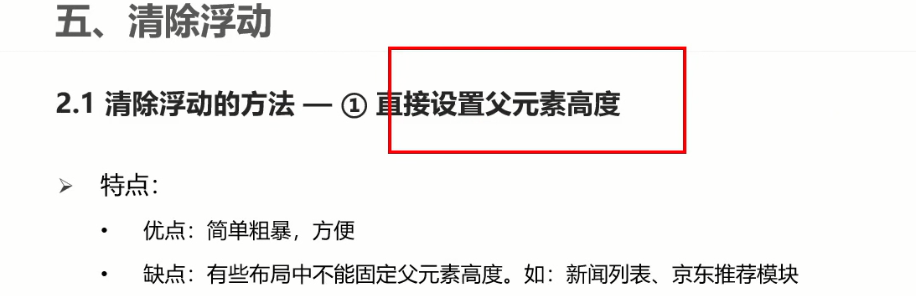 五、清除浮动
2.1 清除浮动的方法 — ① 直接设置父元素高度
➢ 特点：
• 优点：简单粗暴，方便
• 缺点：有些布局中不能固定父元素高度。如：新闻列表、京东推荐模块